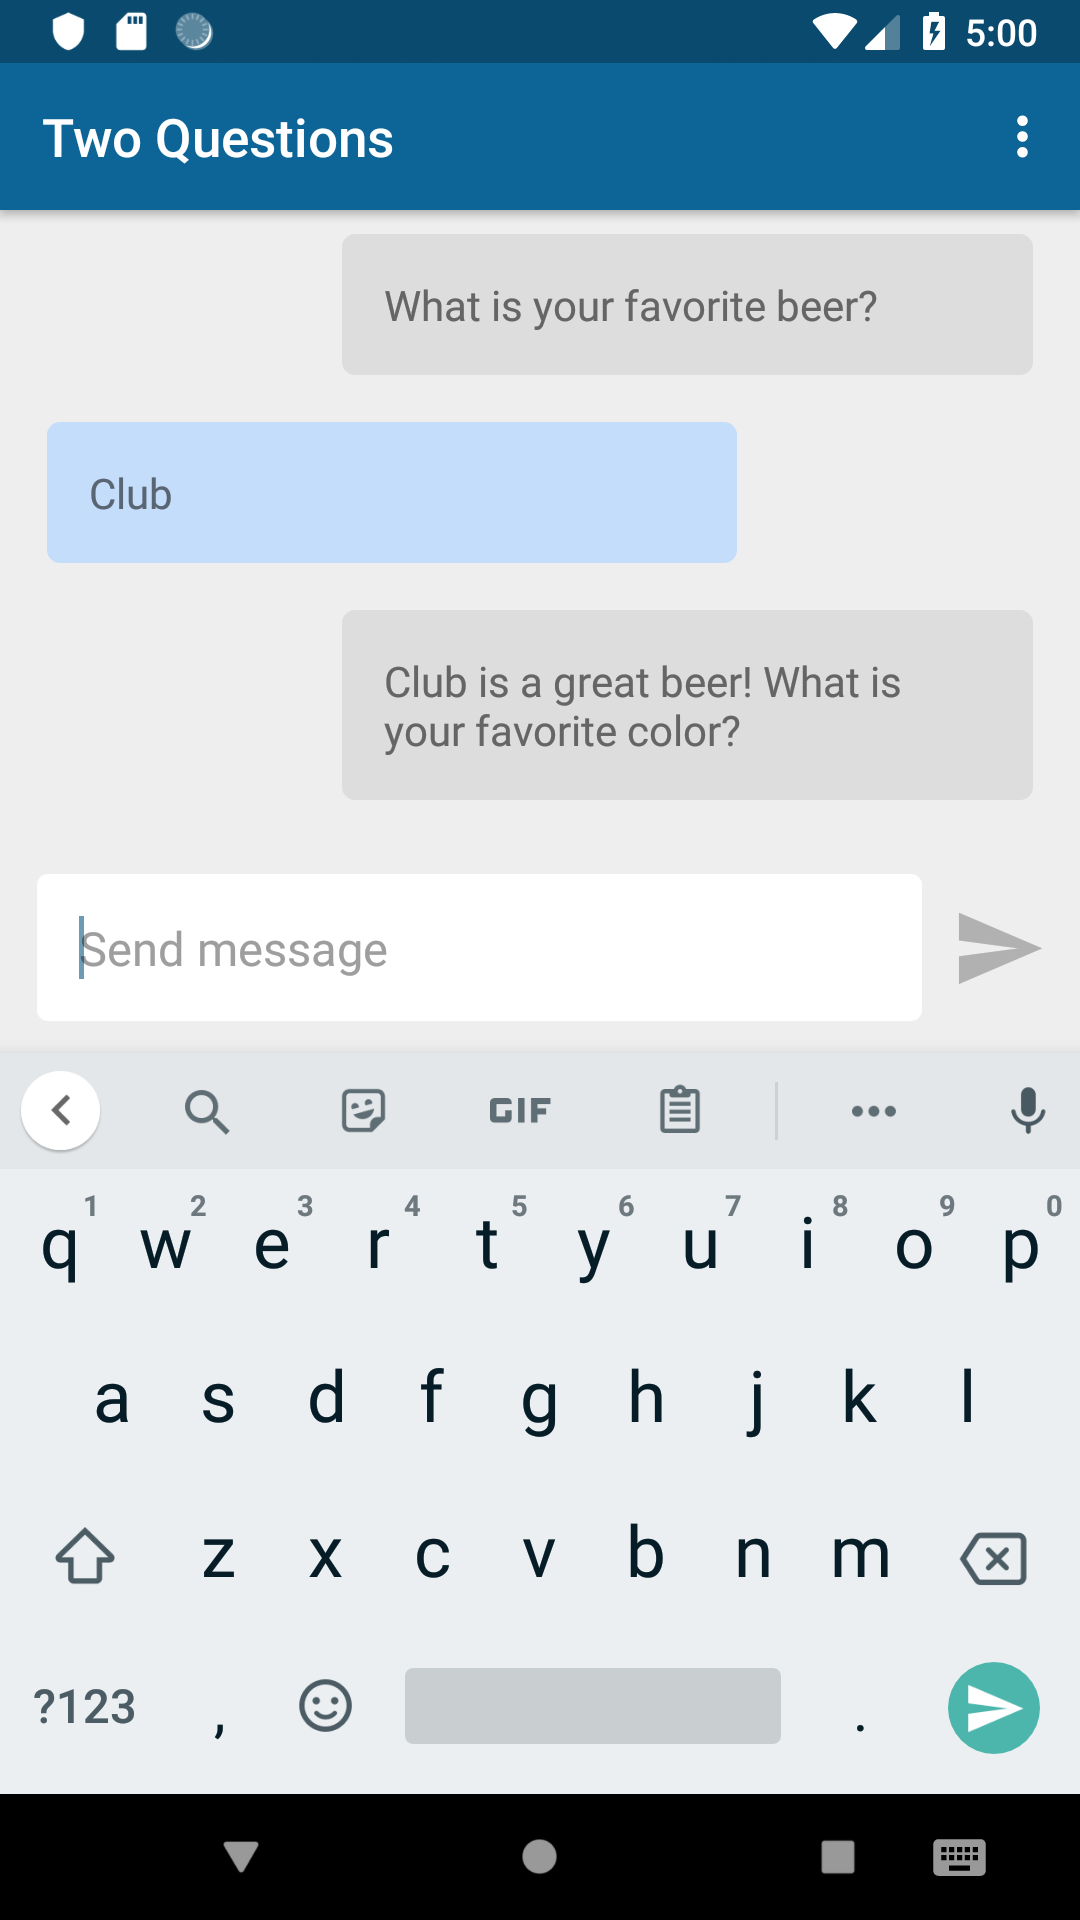 5:00
Two Questions
What is your favorite beer?
Club
Club is a great beer! What is
your favorite color?
Send message
GIF
1 2 3 4 5 6 7 8 9 0
q w e r t y u i o p
a s d f g h j k l
z x c v b n m
?123 , .